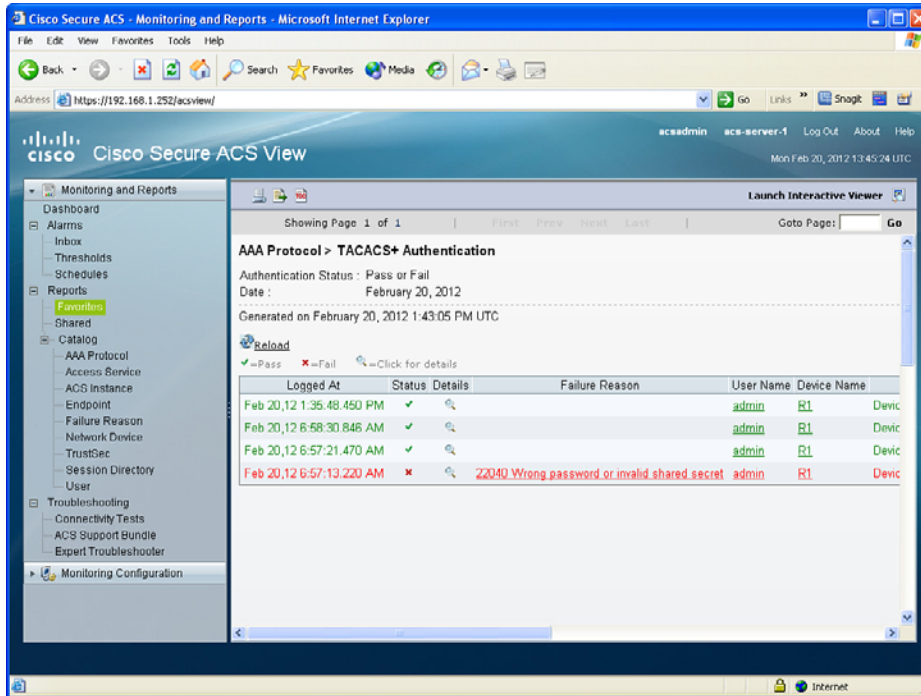 Cisco Secure ACS - Monitoring and Reports - Microsoft Internet Explorer
File Edit View Favorites Tools Help
Back Search Favorites Media
Address https://192.168.1.252/acsview/ Go Links » SnagIt
acsadmin acs-server-1 Log Out About Help
CISCO Cisco Secure ACS View
Mon Feb 20, 2012 13:45:24 UTC
Monitoring and Reports
Dashboard
Alarms
Inbox
Thresholds
Schedules
Reports
Favorites
Shared
Catalog
AAA Protocol
Access Service
ACS Instance
Endpoint
Failure Reason
Network Device
TrustSec
Session Directory
User
Troubleshooting
Connectivity Tests
ACS Support Bundle
Expert Troubleshooter
Monitoring Configuration
Launch Interactive Viewer
Showing Page 1 of 1 | First Prev Next Last | Goto Page: Go
AAA Protocol > TACACS+ Authentication
Authentication Status : Pass or Fail
Date : February 20, 2012
Generated on February 20, 2012 1:43:05 PM UTC
Reload
=Pass =Fail =Click for details
Logged At Status Details Failure Reason User Name Device Name
Feb 20,12 1:35:48.450 PM admin R1 Devic
Feb 20,12 6:58:30.846 AM admin R1 Devic
Feb 20,12 6:57:21.470 AM admin R1 Devic
Feb 20,12 6:57:13.220 AM 22040 Wrong password or invalid shared secret admin R1 Devic
Internet